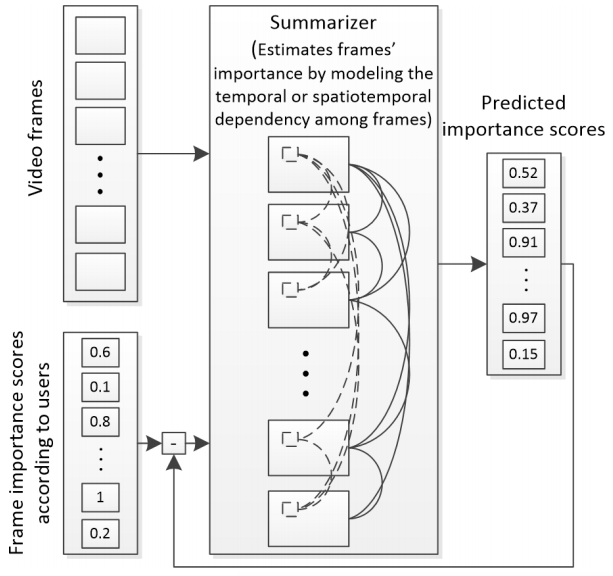 Video frames
Summarizer
(Estimates frames'
importance by modeling the
temporal or spatiotemporal
dependency among frames)
Predicted
importance scores
0.52
0.37
0.91
0.97
0.15
Frame importance scores
according to users
0.6
0.1
0.8
1
0.2
-